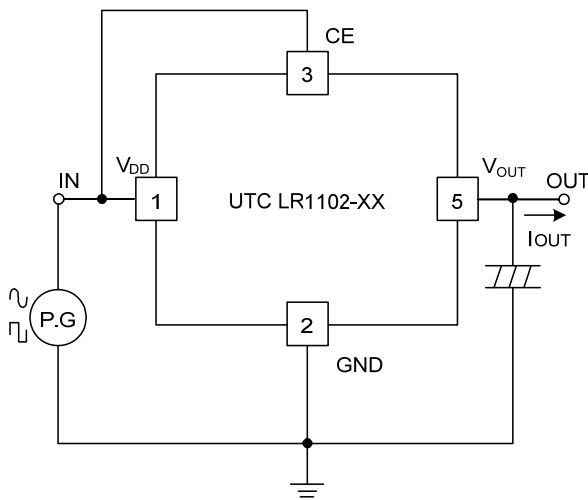 CE
3
IN
VDD
1
UTC LR1102-XX
5
VOUT
OUT
IOUT
P.G
2
GND